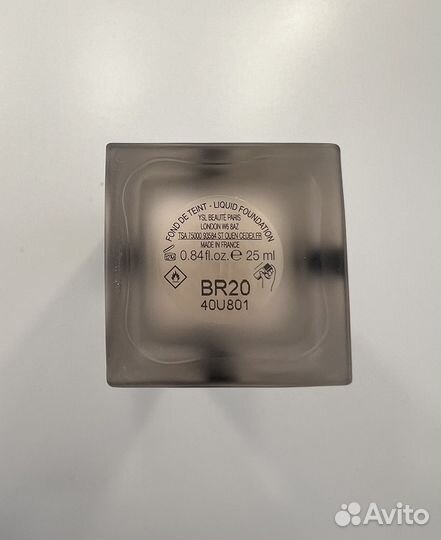 FOND DE TEINT - LIQUID FOUNDATION
YSL BEAUTÉ PARIS
LONDON W6 8AZ
TSA 75000 93584 ST OUEN CEDEX FR
MADE IN FRANCE
0.84fl.oz. ℮ 25 ml
BR20
40U801
Avito